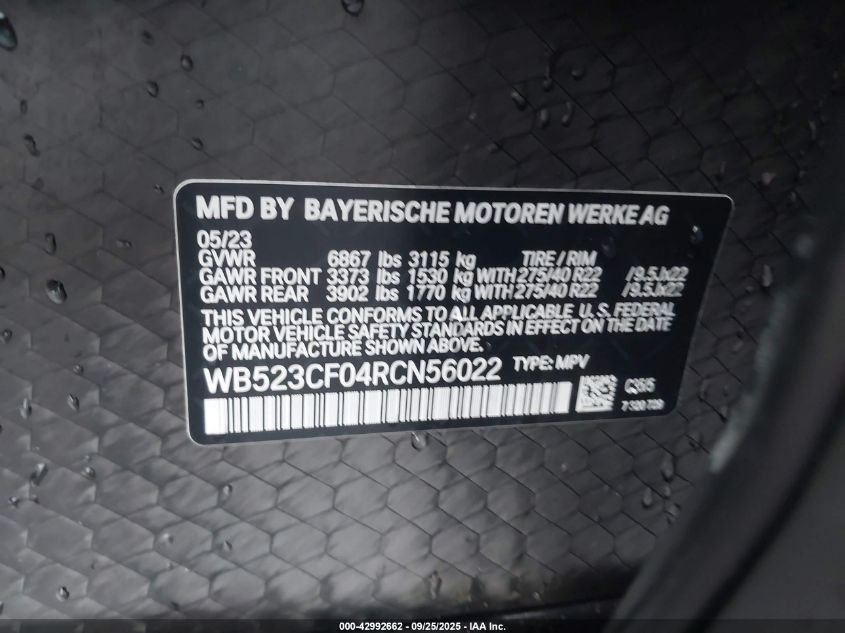 MFD BY BAYERISCHE MOTOREN WERKE AG
05/23
GVWR 6867 lbs 3115 kg TIRE / RIM
GAWR FRONT 3373 lbs 1530 kg WITH 275/40 R22 /9.5Jx22
GAWR REAR 3902 lbs 1770 kg WITH 275/40 R22 /9.5Jx22
THIS VEHICLE CONFORMS TO ALL APPLICABLE U. S. FEDERAL
MOTOR VEHICLE SAFETY STANDARDS IN EFFECT ON THE DATE
OF MANUFACTURE SHOWN ABOVE.
WB523CF04RCN56022 TYPE: MPV
000-42992662 - 09/25/2025 - IAA Inc.